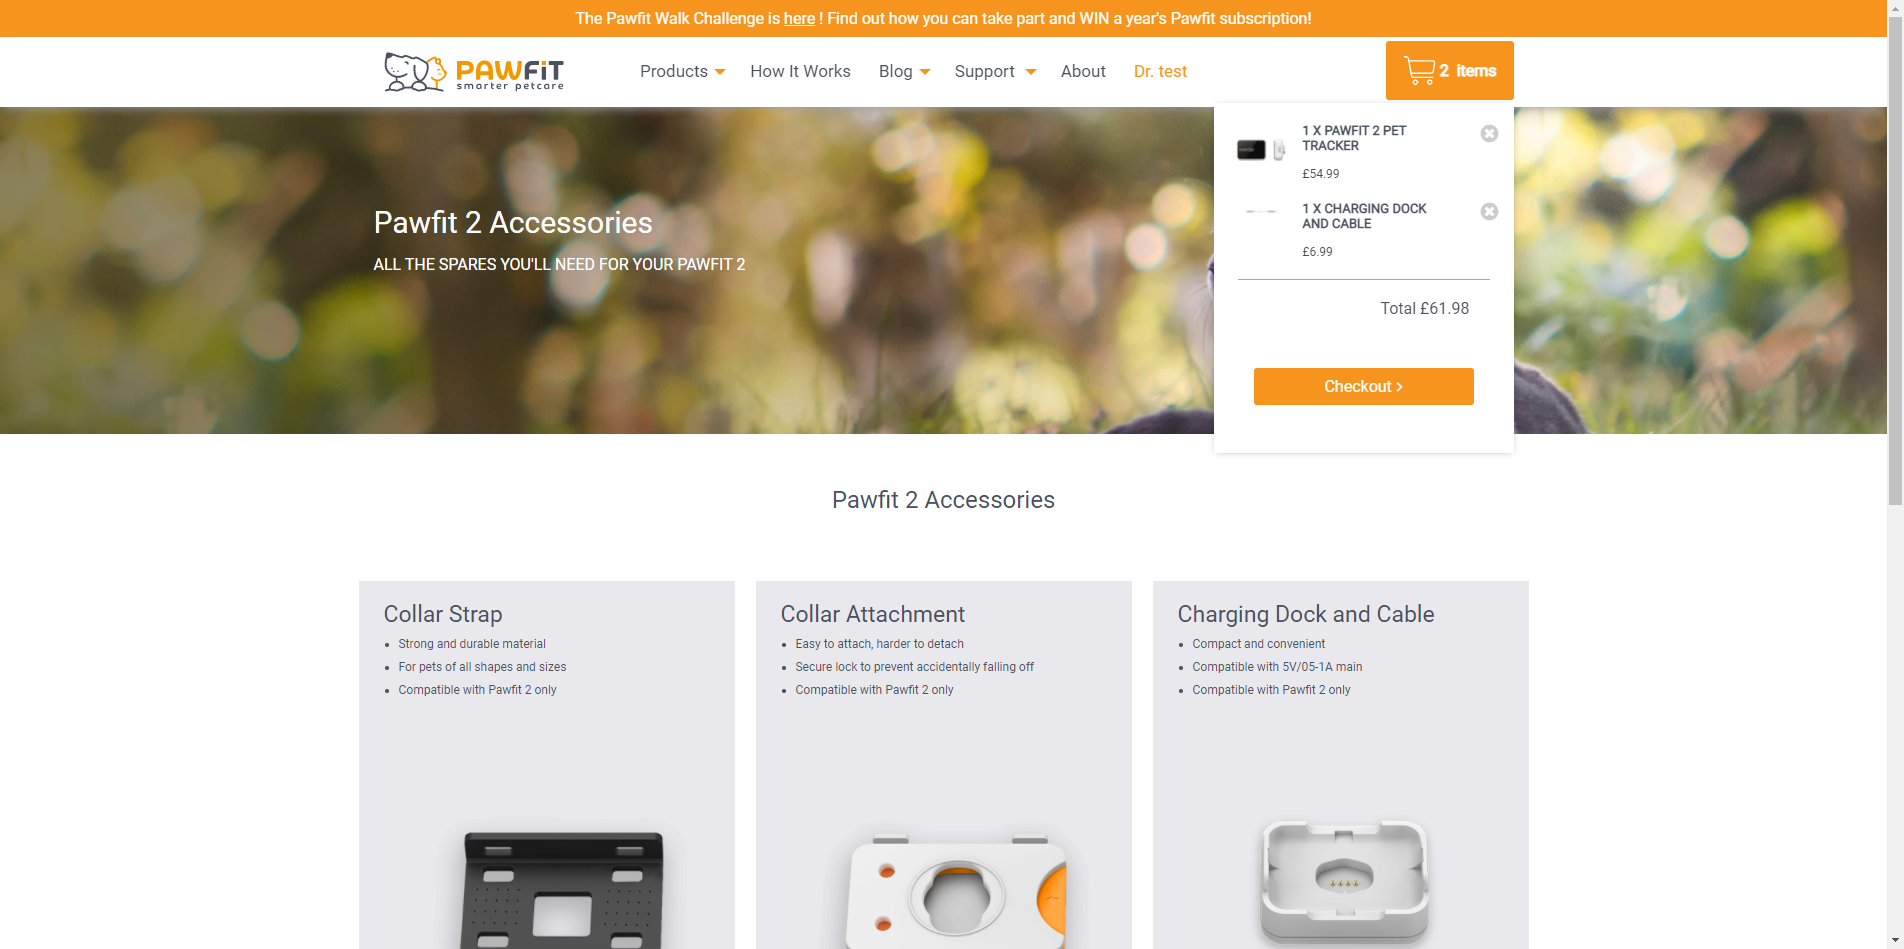 The Pawfit Walk Challenge is here ! Find out how you can take part and WIN a year's Pawfit subscription!
PAWFiT
smarter petcare
Products
How It Works
Blog
Support
About
Dr. test
2 items
1 X PAWFIT 2 PET
TRACKER
£54.99
1 X CHARGING DOCK
AND CABLE
£6.99
Total £61.98
Checkout >
Pawfit 2 Accessories
ALL THE SPARES YOU'LL NEED FOR YOUR PAWFIT 2
Pawfit 2 Accessories
Collar Strap
• Strong and durable material
• For pets of all shapes and sizes
• Compatible with Pawfit 2 only
Collar Attachment
• Easy to attach, harder to detach
• Secure lock to prevent accidentally falling off
• Compatible with Pawfit 2 only
Charging Dock and Cable
• Compact and convenient
• Compatible with 5V/05-1A main
• Compatible with Pawfit 2 only